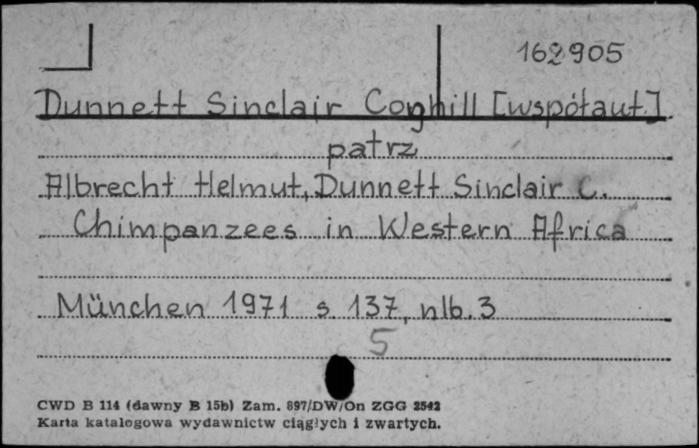 162905
Dunnett Sinclair Coghill [współaut.]
patrz
Albrecht Helmut, Dunnett Sinclair C.
Chimpanzees in Western Africa
München 1971 s. 137, nlb. 3
5
CWD B 114 (dawny B 15b) Zam. 897/DW/On ZGG 2542
Karta katalogowa wydawnictw ciągłych i zwartych.